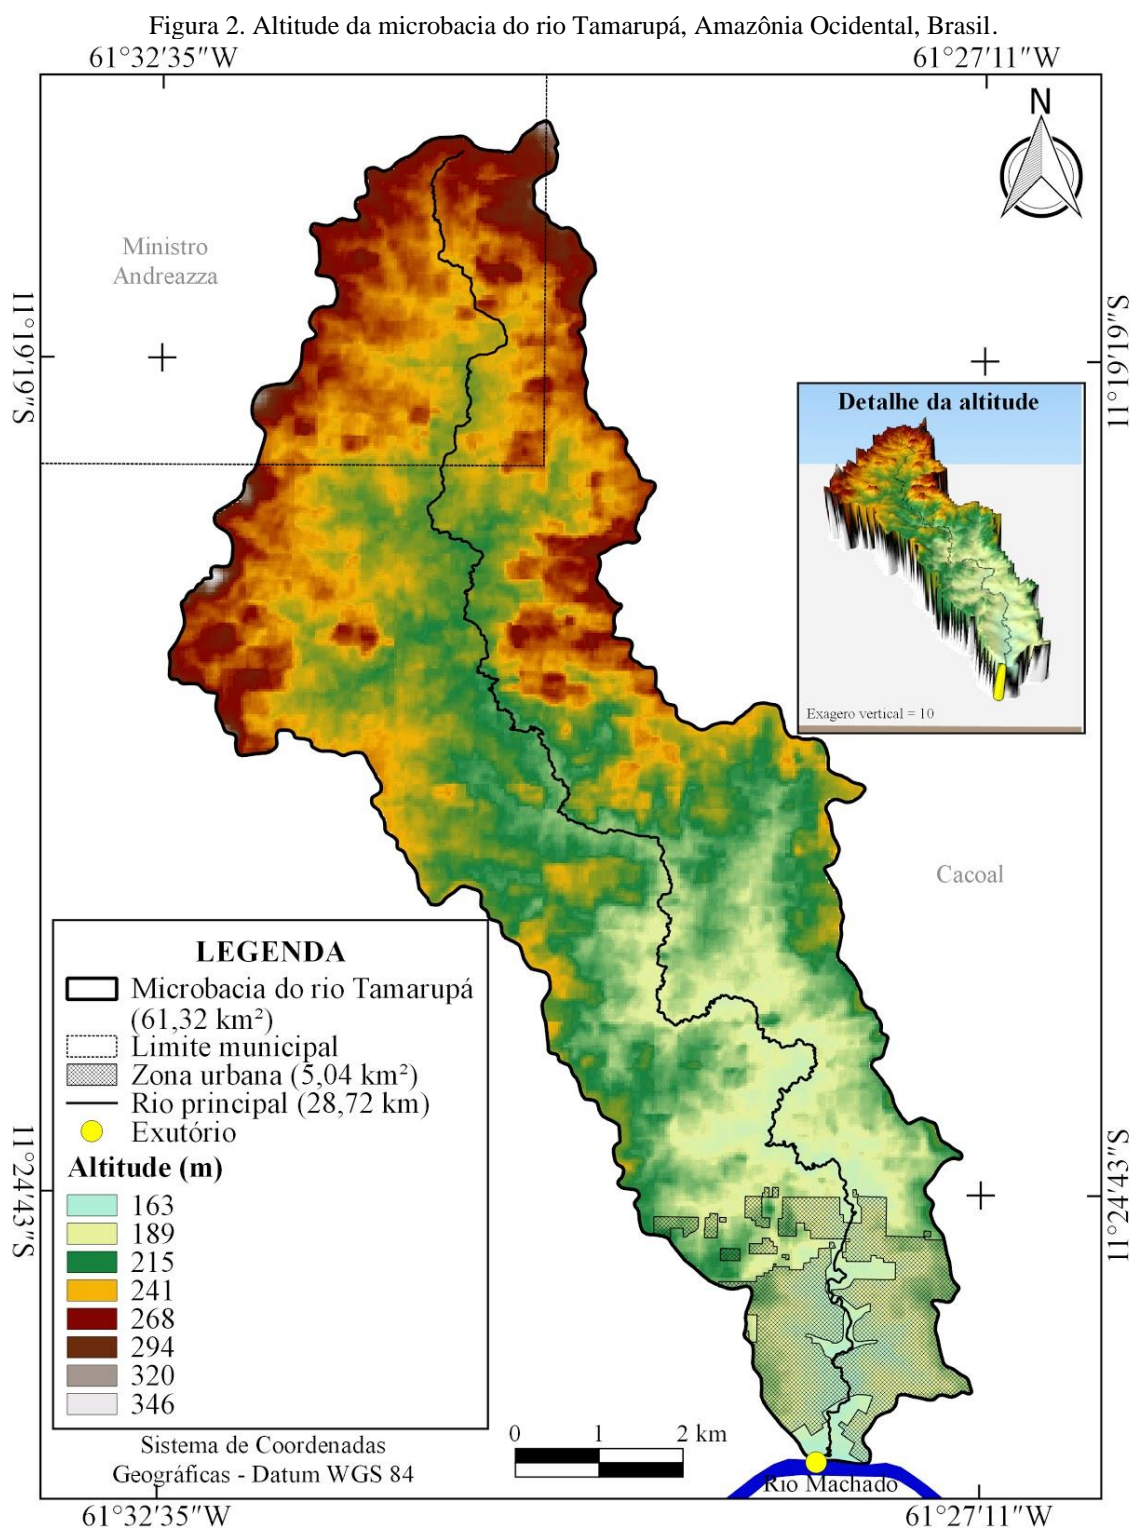 Figura 2. Altitude da microbacia do rio Tamarupá, Amazônia Ocidental, Brasil.
61°32'35"W
61°27'11"W
N
Ministro
Andreazza
11°19'19"S
11°19'19"S
Detalhe da altitude
Exagero vertical = 10
Cacoal
LEGENDA
Microbacia do rio Tamarupá
(61,32 km²)
Limite municipal
Zona urbana (5,04 km²)
Rio principal (28,72 km)
Exutório
Altitude (m)
163
189
215
241
268
294
320
346
11°24'43"S
11°24'43"S
0 1 2 km
Sistema de Coordenadas
Geográficas - Datum WGS 84
Rio Machado
61°32'35"W
61°27'11"W